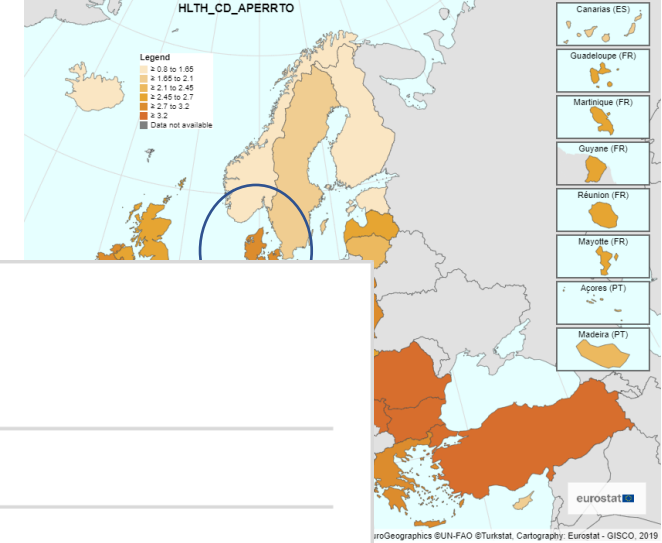 HLTH_CD_APERRTO
Legend
≥ 0.8 to 1.65
≥ 1.65 to 2.1
≥ 2.1 to 2.45
≥ 2.45 to 2.7
≥ 2.7 to 3.2
≥ 3.2
Data not available
Canarias (ES)
Guadeloupe (FR)
Martinique (FR)
Guyane (FR)
Réunion (FR)
Mayotte (FR)
Açores (PT)
Madeira (PT)
eurostat
uroGeographics ©UN-FAO ©Turkstat, Cartography: Eurostat - GISCO, 2019